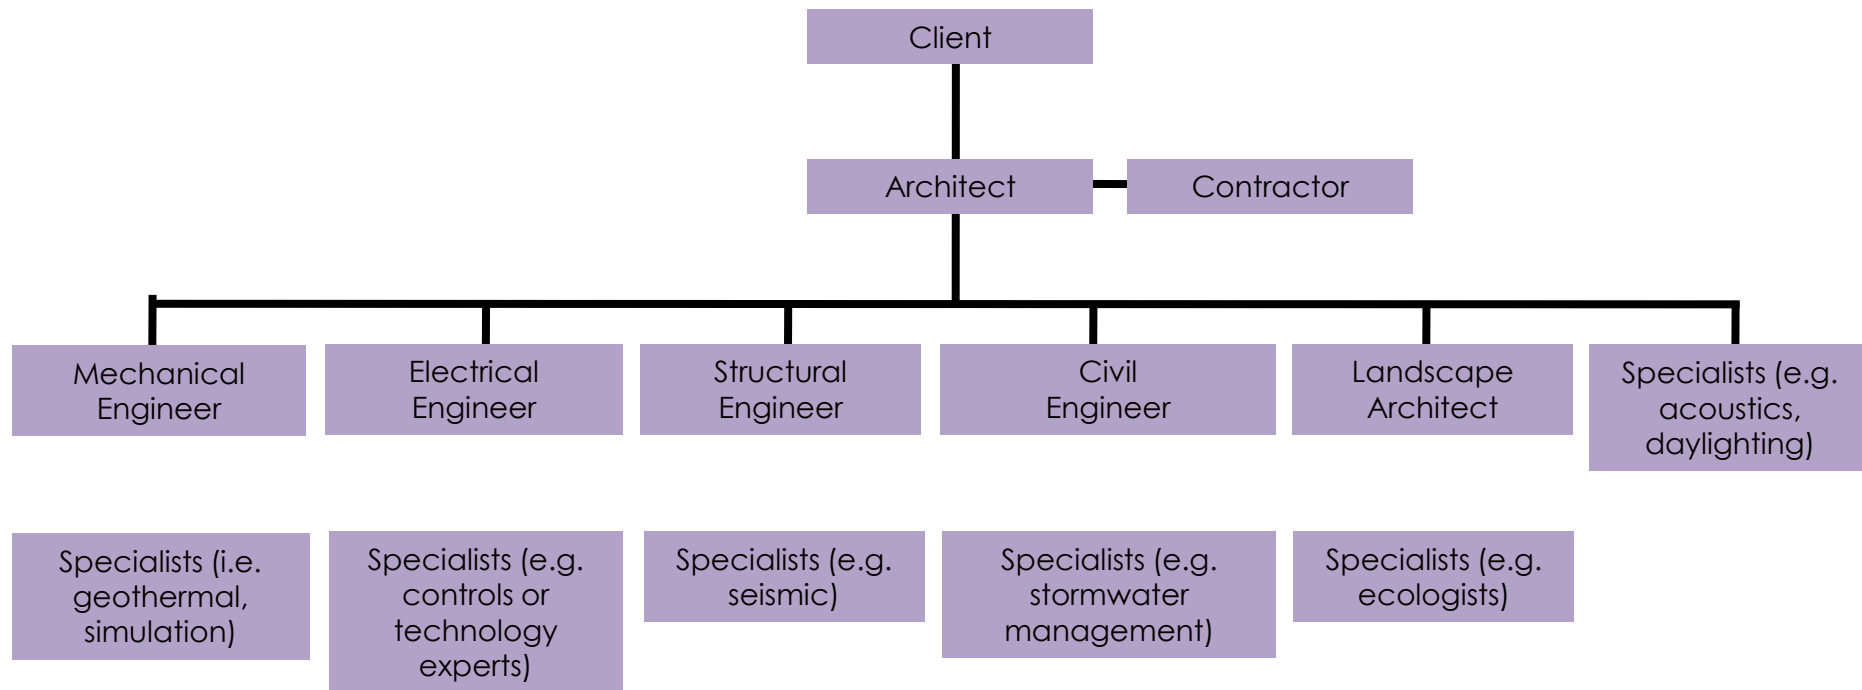 Client
Architect
Contractor
Mechanical
Engineer
Electrical
Engineer
Structural
Engineer
Civil
Engineer
Landscape
Architect
Specialists (e.g.
acoustics,
daylighting)
Specialists (i.e.
geothermal,
simulation)
Specialists (e.g.
controls or
technology
experts)
Specialists (e.g.
seismic)
Specialists (e.g.
stormwater
management)
Specialists (e.g.
ecologists)